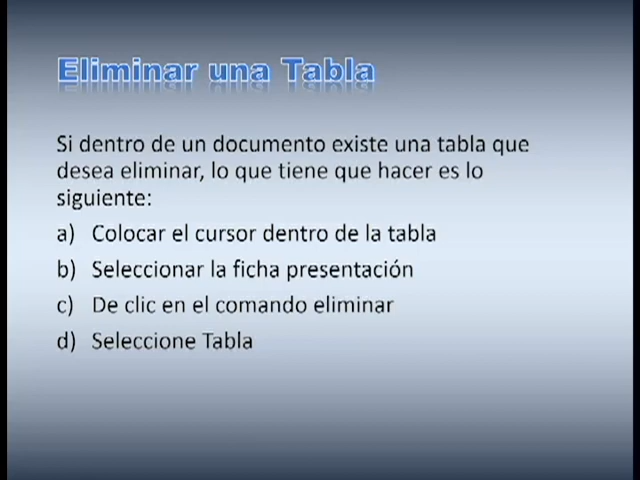 Eliminar una Tabla
Si dentro de un documento existe una tabla que
desea eliminar, lo que tiene que hacer es lo
siguiente:
a) Colocar el cursor dentro de la tabla
b) Seleccionar la ficha presentación
c) De clic en el comando eliminar
d) Seleccione Tabla